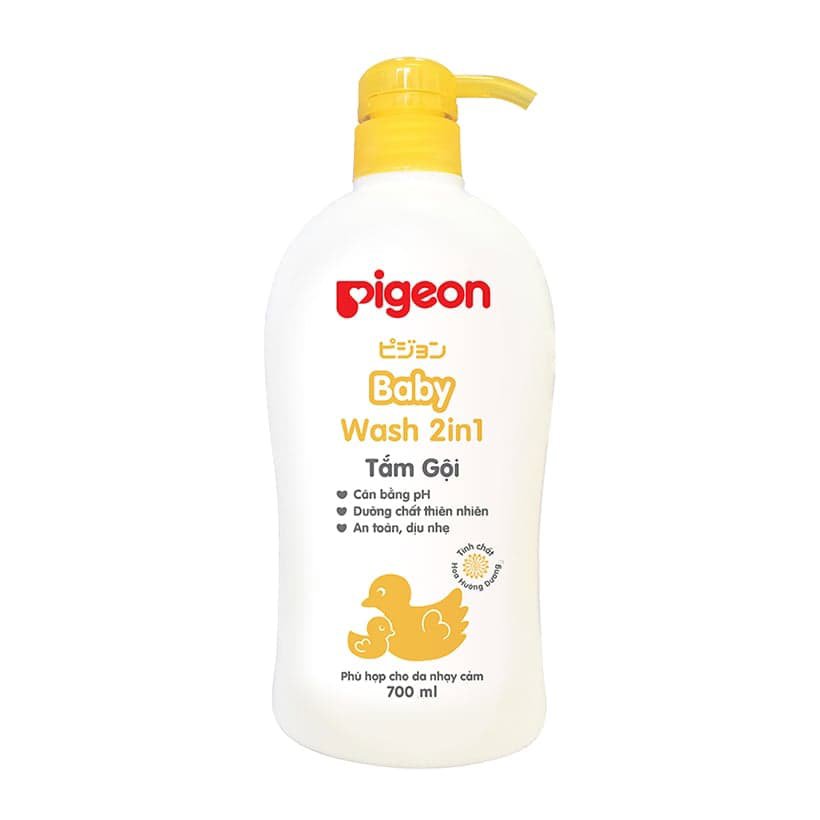 pigeon
ピジョン
Baby
Wash 2in1
Tắm Gội
Cân bằng pH
Dưỡng chất thiên nhiên
An toàn, dịu nhẹ
Tinh chất
Hoa Hướng Dương
Phù hợp cho da nhạy cảm
700 ml